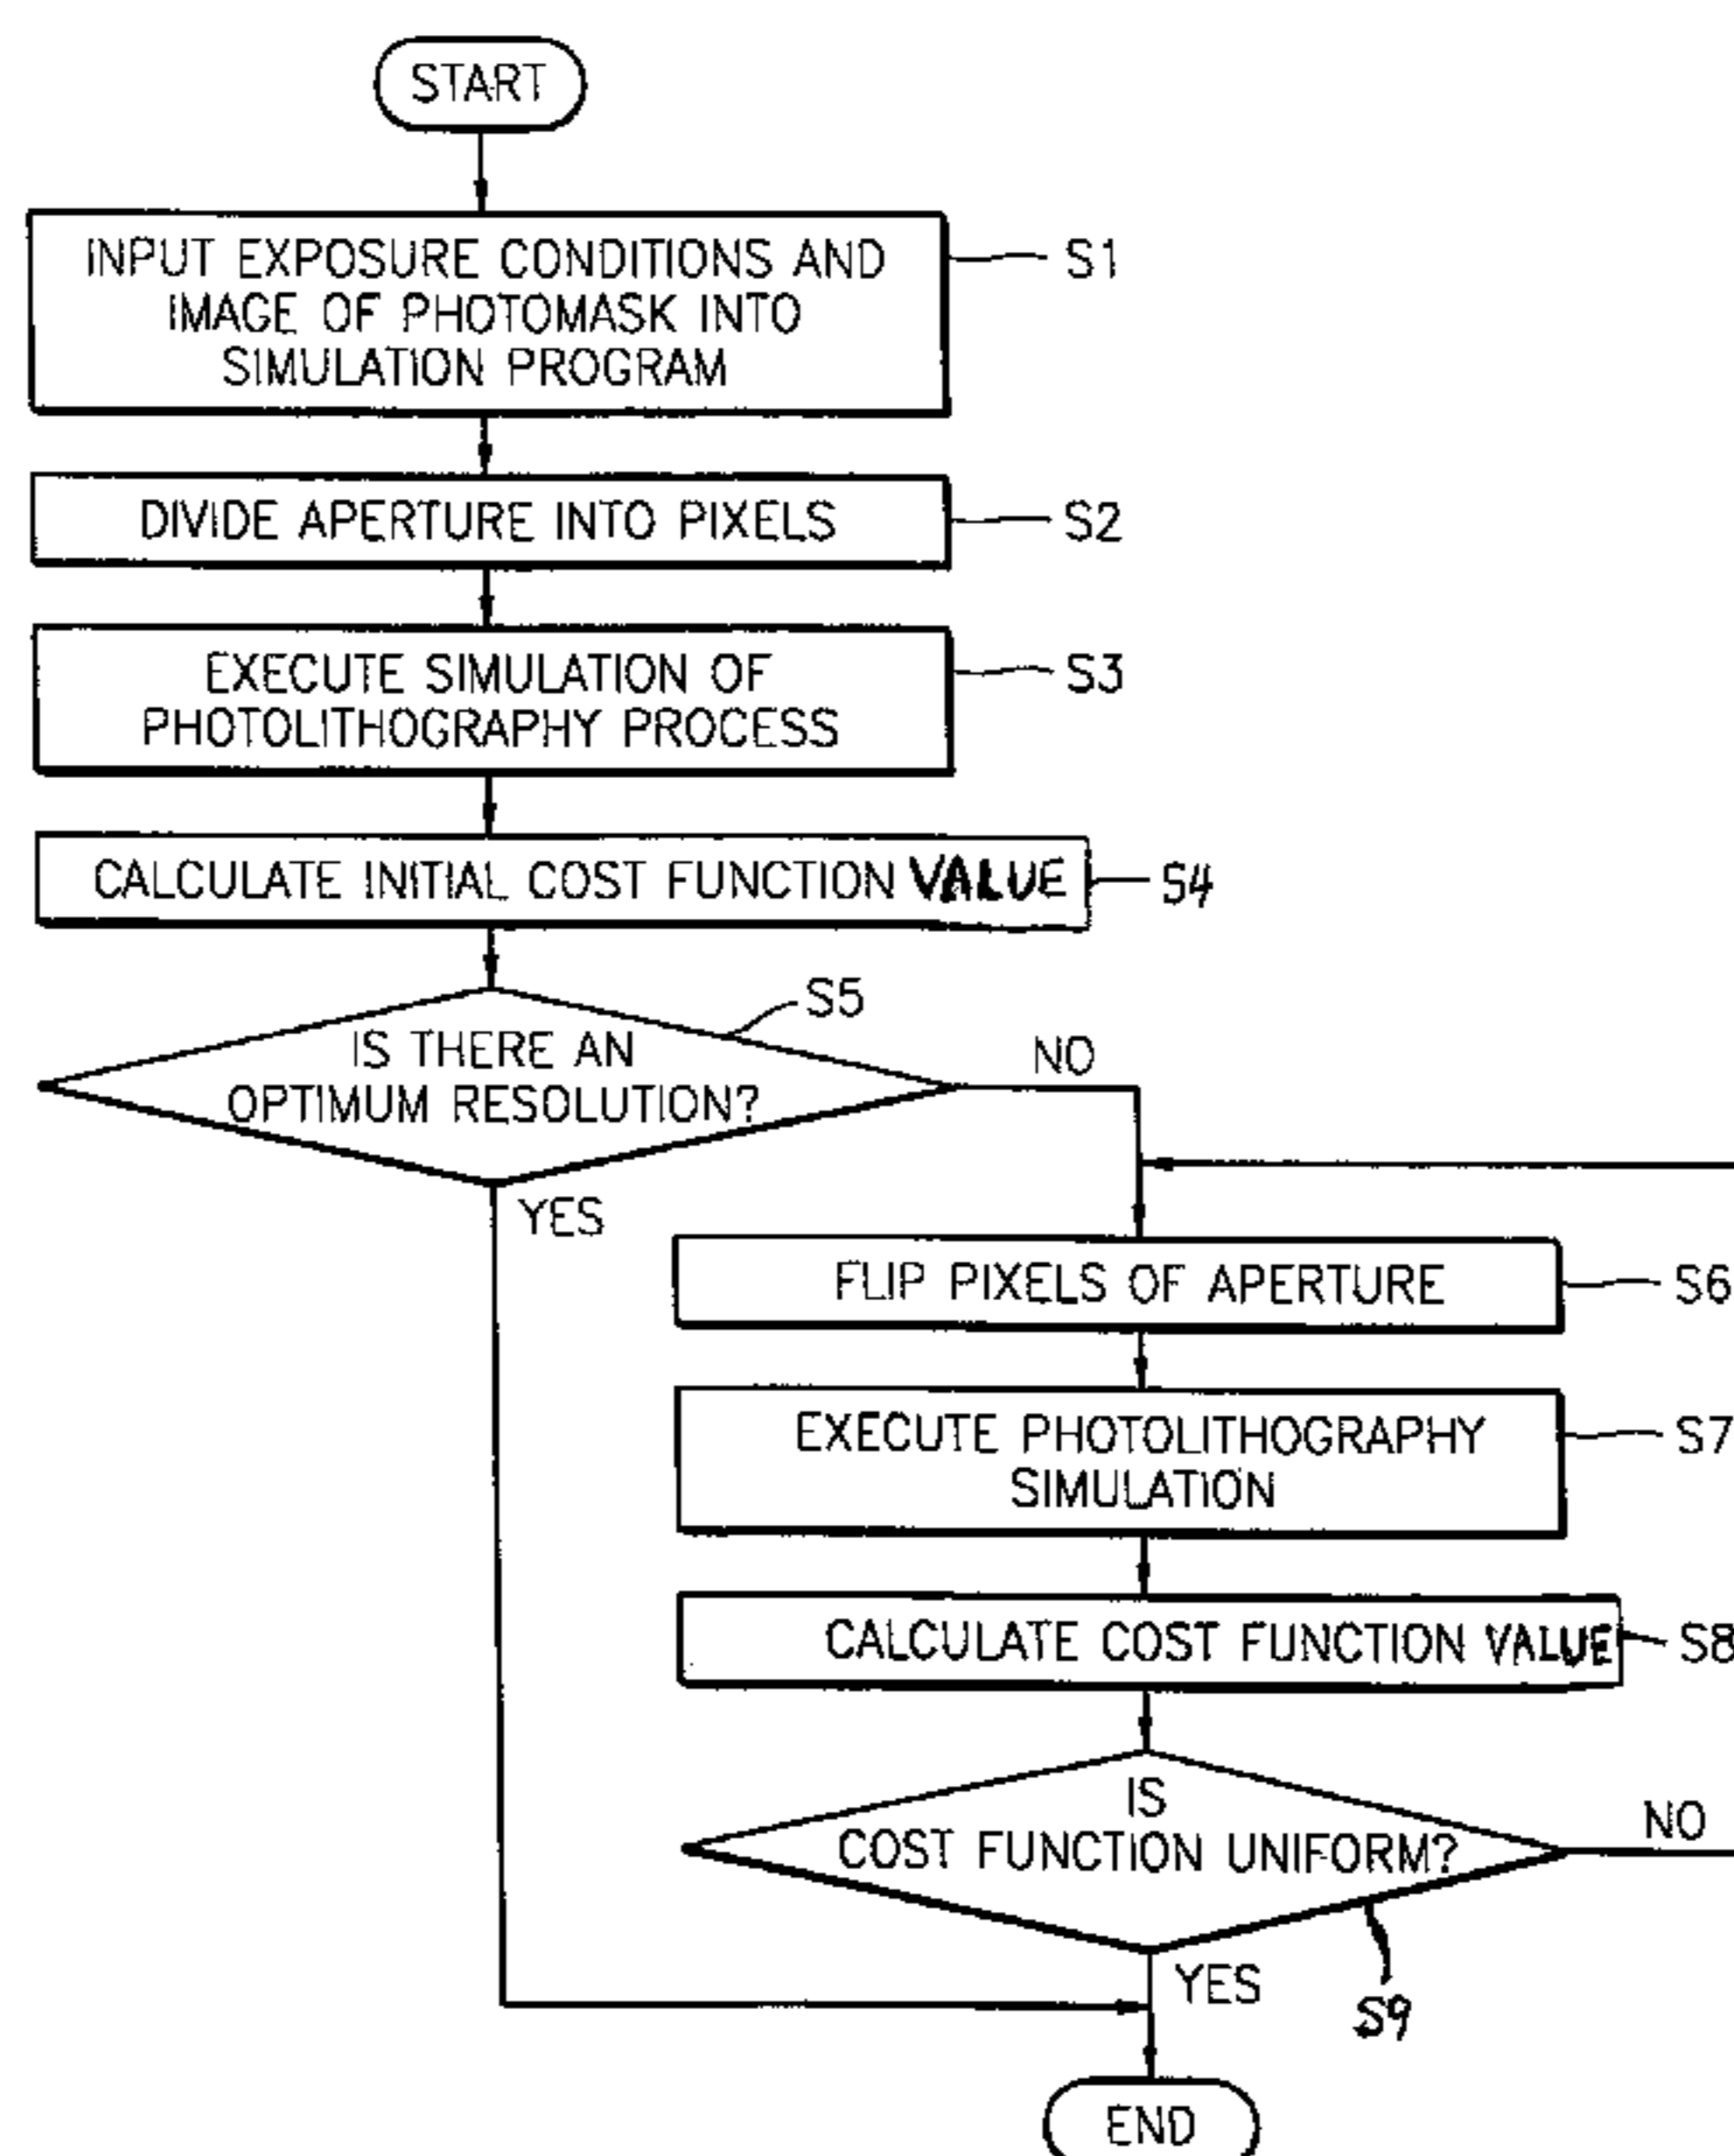 START
INPUT EXPOSURE CONDITIONS AND
IMAGE OF PHOTOMASK INTO
SIMULATION PROGRAM
S1
DIVIDE APERTURE INTO PIXELS
S2
EXECUTE SIMULATION OF
PHOTOLITHOGRAPHY PROCESS
S3
CALCULATE INITIAL COST FUNCTION VALUE
S4
IS THERE AN
OPTIMUM RESOLUTION?
S5
NO
YES
FLIP PIXELS OF APERTURE
S6
EXECUTE PHOTOLITHOGRAPHY
SIMULATION
S7
CALCULATE COST FUNCTION VALUE
S8
IS
COST FUNCTION UNIFORM?
NO
YES
S9
END